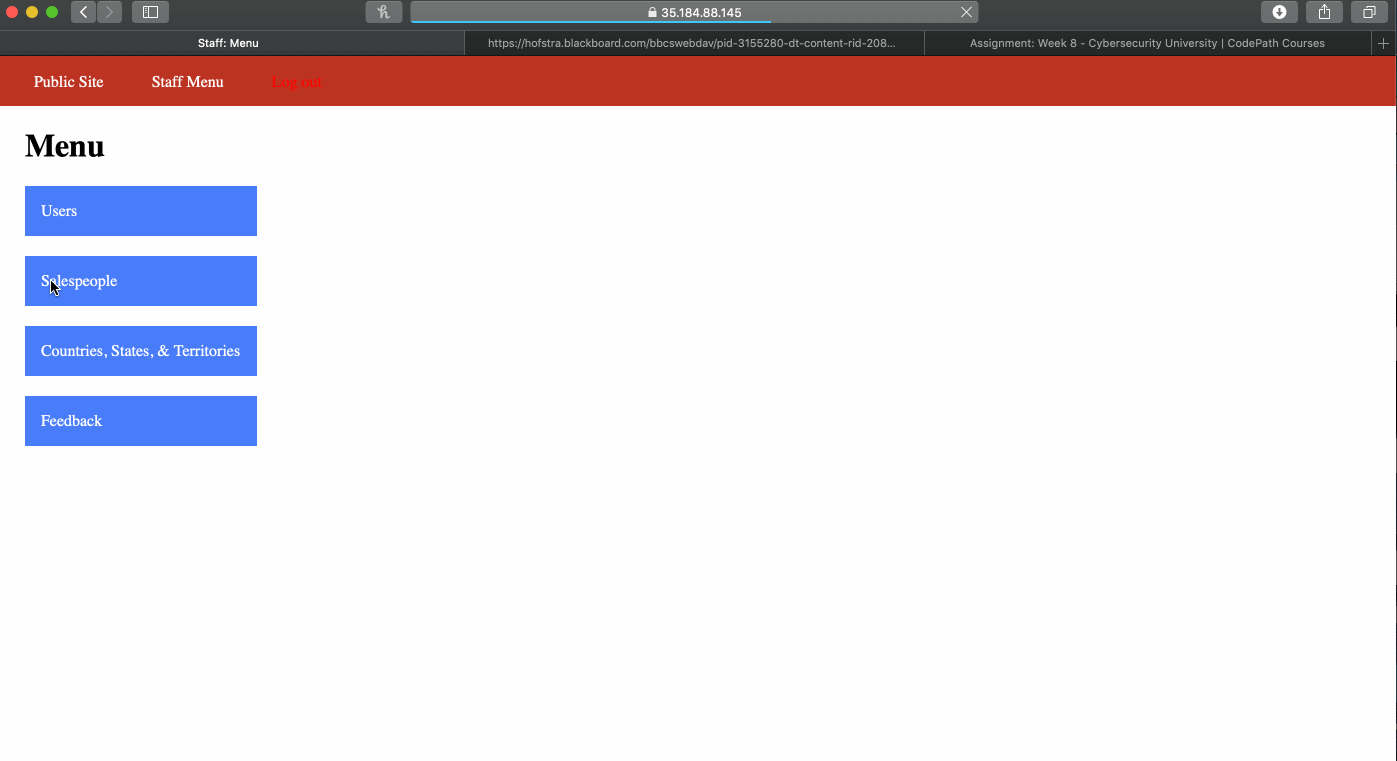 35.184.88.145
Staff: Menu
https://hofstra.blackboard.com/bbcswebdav/pid-3155280-dt-content-rid-208...
Assignment: Week 8 - Cybersecurity University | CodePath Courses
Public Site
Staff Menu
Log out
Menu
Users
Salespeople
Countries, States, & Territories
Feedback